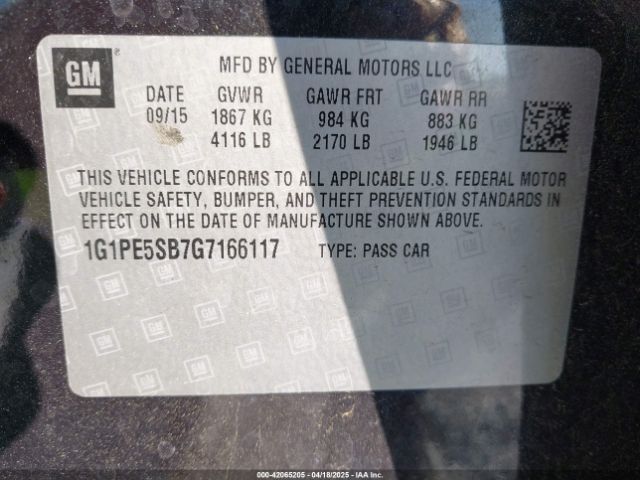 GM
MFD BY GENERAL MOTORS LLC
DATE GVWR GAWR FRT GAWR RR
09/15 1867 KG 984 KG 883 KG
4116 LB 2170 LB 1946 LB
THIS VEHICLE CONFORMS TO ALL APPLICABLE U.S. FEDERAL MOTOR
VEHICLE SAFETY, BUMPER, AND THEFT PREVENTION STANDARDS IN
EFFECT ON THE DATE OF MANUFACTURE SHOWN ABOVE.
1G1PE5SB7G7166117 TYPE: PASS CAR
000-42065205 - 04/18/2025 - IAA Inc.